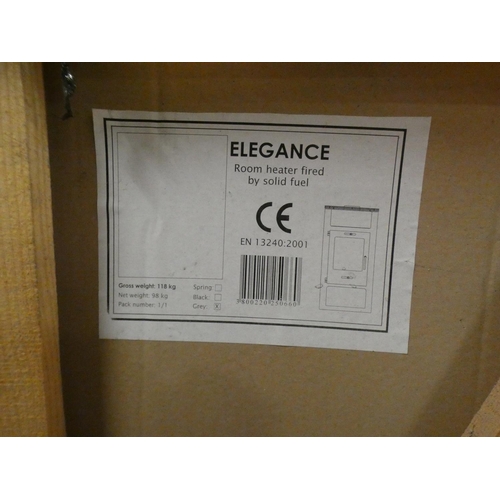 ELEGANCE
Room heater fired
by solid fuel
CE
EN 13240:2001
Gross weight: 118 kg Spring
Net weight: 98 kg Black:
Pack number: 1/1 Grey: x